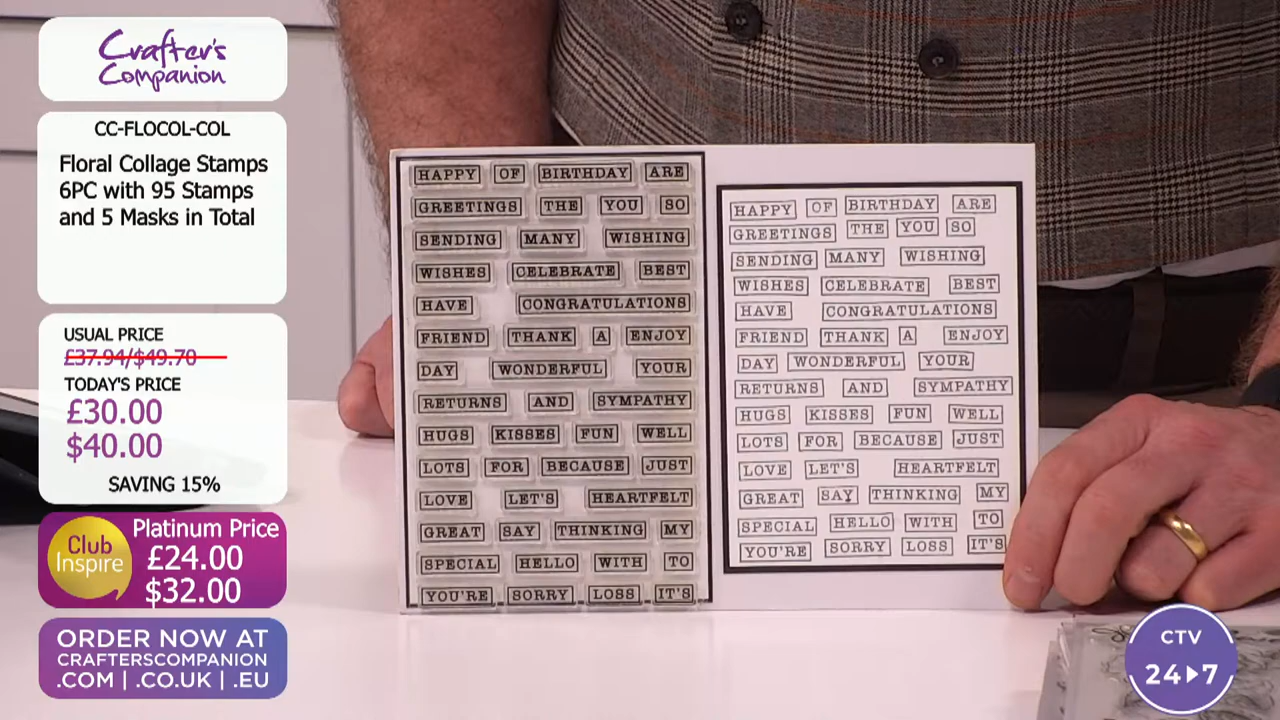 Crafter's
Companion
CC-FLOCOL-COL
Floral Collage Stamps
6PC with 95 Stamps
and 5 Masks in Total
USUAL PRICE
£37.94/$49.70
TODAY'S PRICE
£30.00
$40.00
SAVING 15%
Club
Inspire
Platinum Price
£24.00
$32.00
ORDER NOW AT
CRAFTERSCOMPANION
.COM | .CO.UK | .EU
HAPPY OF BIRTHDAY ARE
GREETINGS THE YOU SO
SENDING MANY WISHING
WISHES CELEBRATE BEST
HAVE CONGRATULATIONS
FRIEND THANK A ENJOY
DAY WONDERFUL YOUR
RETURNS AND SYMPATHY
HUGS KISSES FUN WELL
LOTS FOR BECAUSE JUST
LOVE LET'S HEARTFELT
GREAT SAY THINKING MY
SPECIAL HELLO WITH TO
YOU'RE SORRY LOSS IT'S
HAPPY OF BIRTHDAY ARE
GREETINGS THE YOU SO
SENDING MANY WISHING
WISHES CELEBRATE BEST
HAVE CONGRATULATIONS
FRIEND THANK A ENJOY
DAY WONDERFUL YOUR
RETURNS AND SYMPATHY
HUGS KISSES FUN WELL
LOTS FOR BECAUSE JUST
LOVE LET'S HEARTFELT
GREAT SAY THINKING MY
SPECIAL HELLO WITH TO
YOU'RE SORRY LOSS IT'S
CTV
24▶7